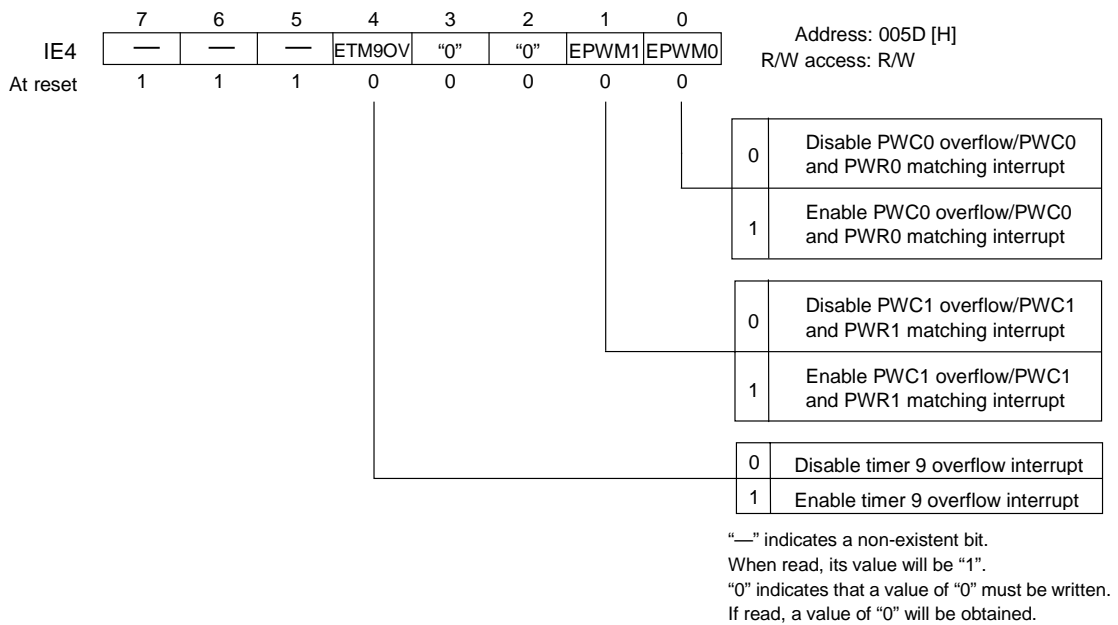 7 6 5 4 3 2 1 0
IE4 — — — ETM9OV “0” “0” EPWM1 EPWM0
At reset 1 1 1 0 0 0 0 0
Address: 005D [H]
R/W access: R/W
0 Disable PWC0 overflow/PWC0
and PWR0 matching interrupt
1 Enable PWC0 overflow/PWC0
and PWR0 matching interrupt
0 Disable PWC1 overflow/PWC1
and PWR1 matching interrupt
1 Enable PWC1 overflow/PWC1
and PWR1 matching interrupt
0 Disable timer 9 overflow interrupt
1 Enable timer 9 overflow interrupt
“—” indicates a non-existent bit.
When read, its value will be “1”.
“0” indicates that a value of “0” must be written.
If read, a value of “0” will be obtained.